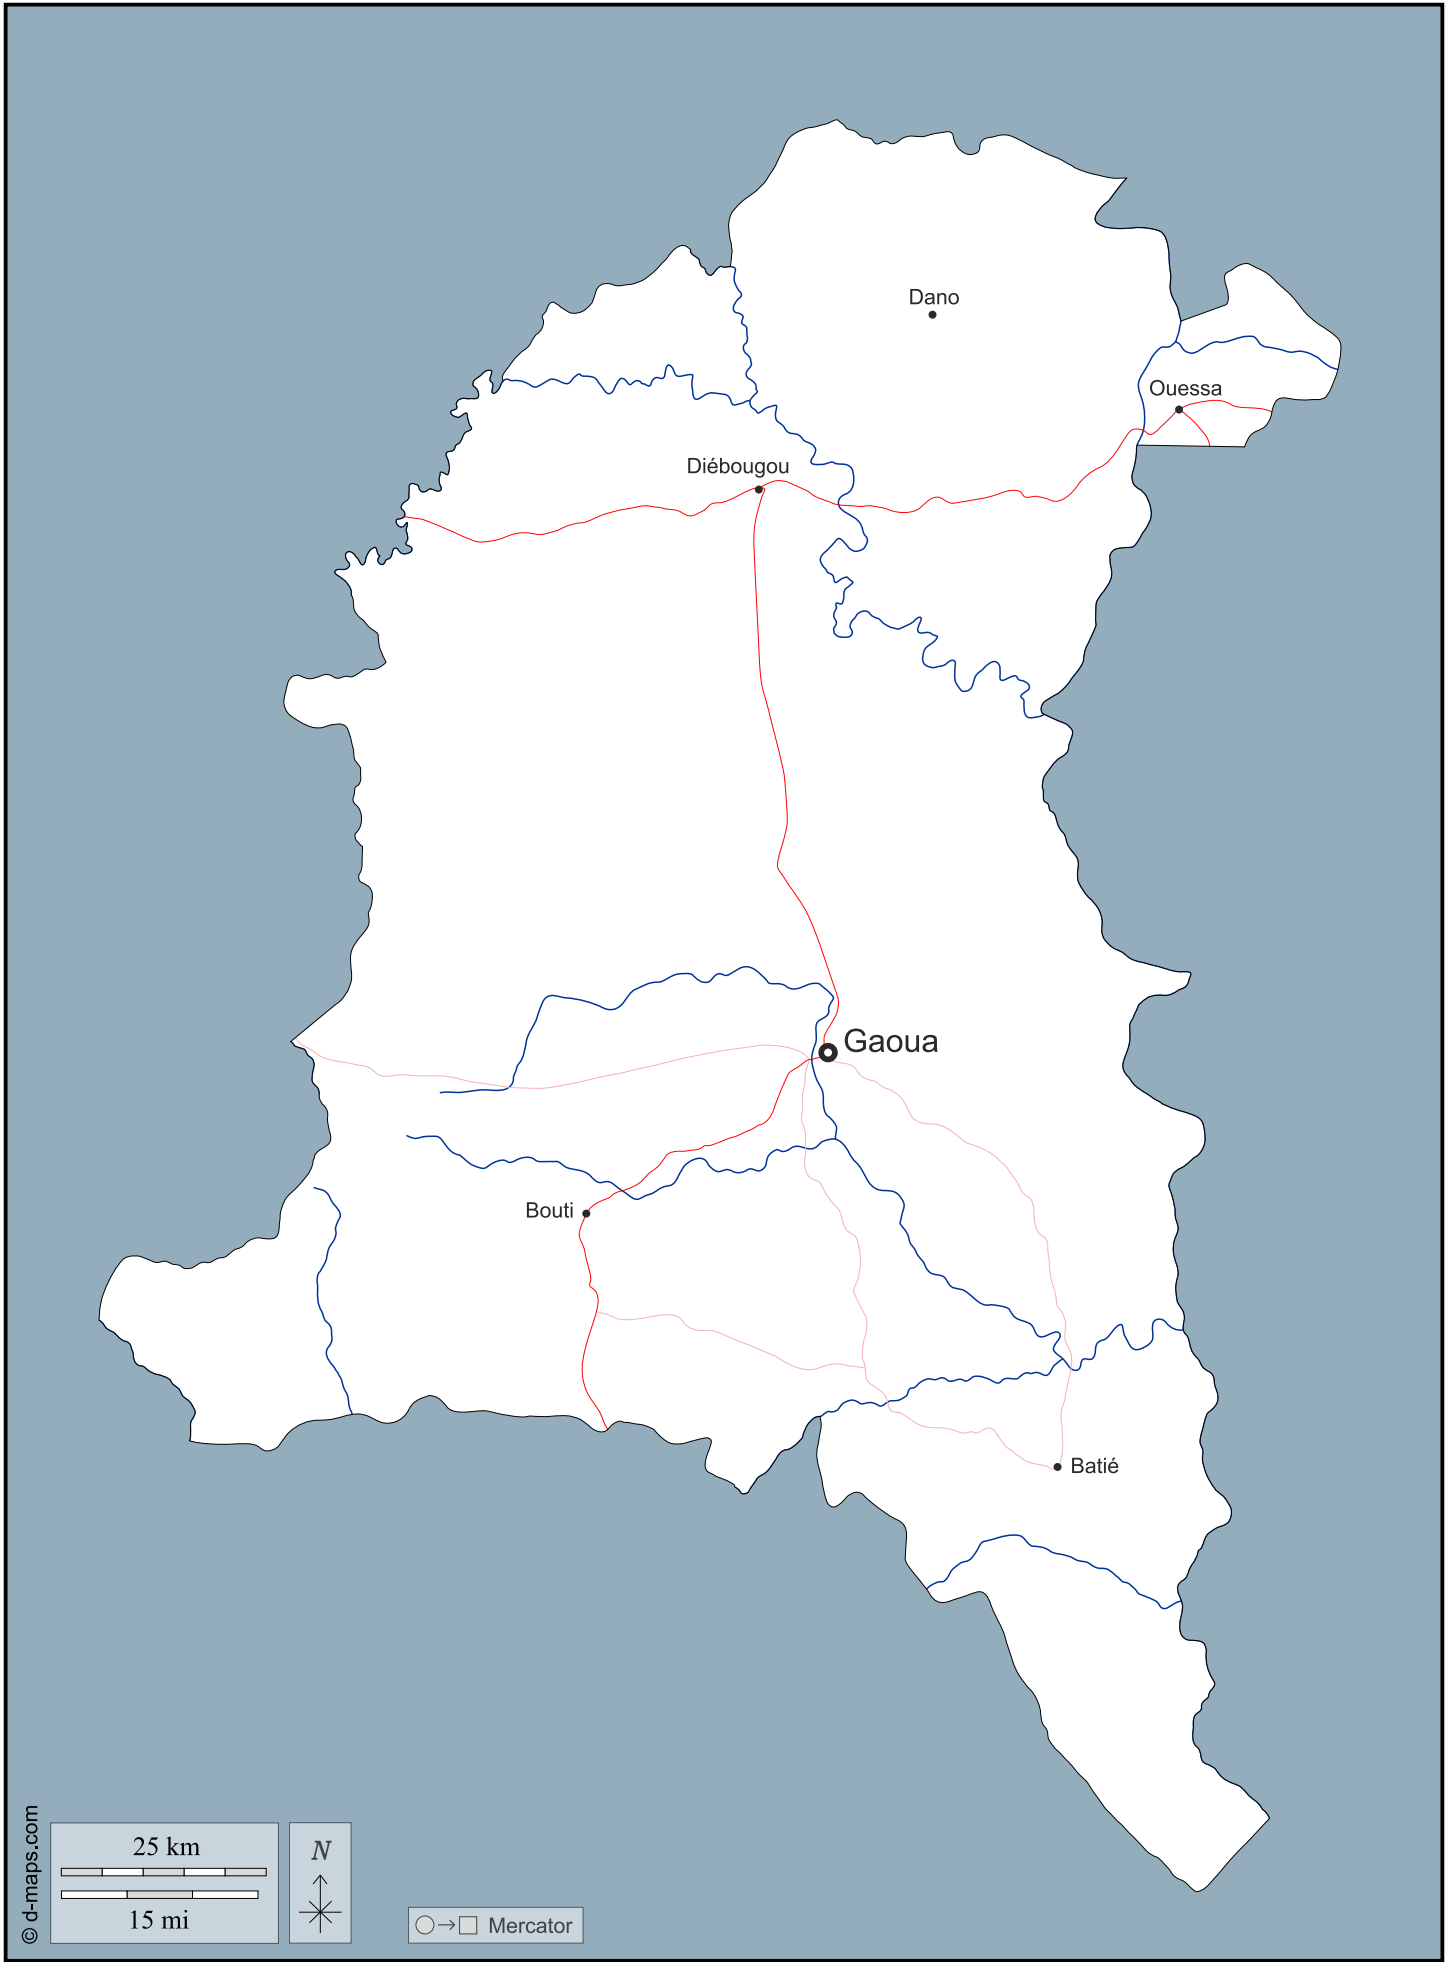 Dano
Ouessa
Diébougou
Gaoua
Bouti
Batié
25 km
15 mi
N
Mercator
© d-maps.com